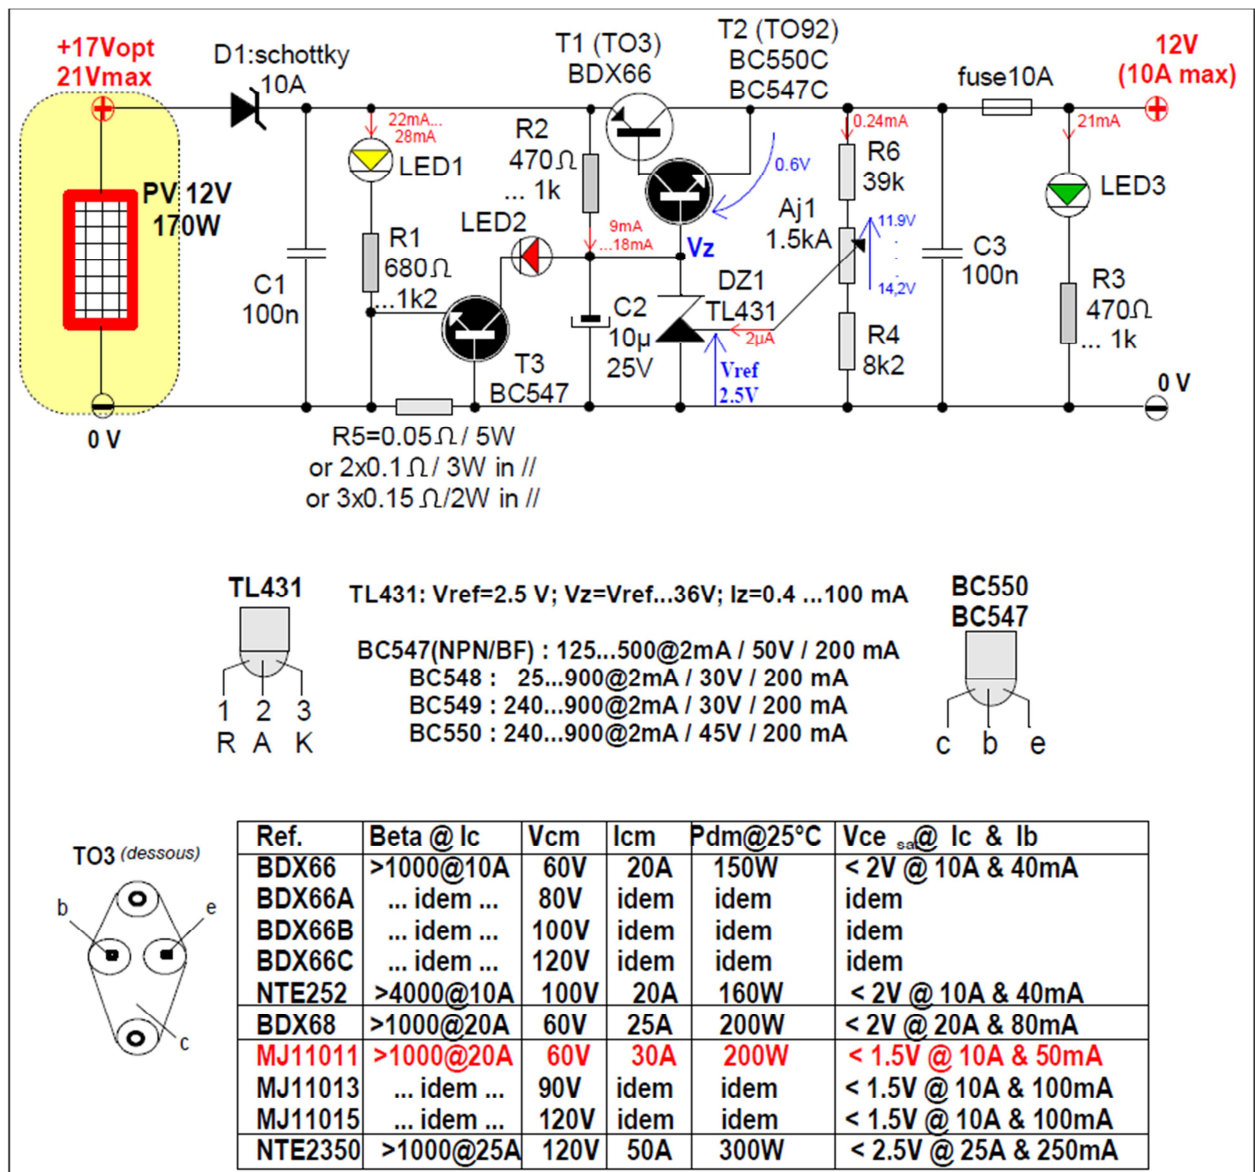 +17Vopt
21Vmax
D1:schottky
10A
T1 (TO3)
BDX66
T2 (TO92)
BC550C
BC547C
fuse10A
12V
(10A max)
22mA...
28mA
LED1
R2
470Ω
... 1k
0.6V
0.24mA
R6
39k
21mA
LED3
PV 12V
170W
R1
680Ω
...1k2
LED2
9mA
...18mA
Vz
Aj1
1.5kA
11.9V
.
.
.
14,2V
C1
100n
T3
BC547
C2
10µ
25V
DZ1
TL431
2µA
Vref
2.5V
R4
8k2
C3
100n
R3
470Ω
... 1k
0 V
0 V
R5=0.05Ω/ 5W
or 2x0.1Ω/ 3W in //
or 3x0.15 Ω/2W in //
TL431
1 2 3
R A K
TL431: Vref=2.5 V; Vz=Vref...36V; Iz=0.4 ...100 mA
BC547(NPN/BF) : 125...500@2mA / 50V / 200 mA
BC548 : 25...900@2mA / 30V / 200 mA
BC549 : 240...900@2mA / 30V / 200 mA
BC550 : 240...900@2mA / 45V / 200 mA
BC550
BC547
c b e
TO3 (dessous)
b
e
c
Ref. Beta @ Ic Vcm Icm Pdm@25°C Vce sat@ Ic & Ib
BDX66 >1000@10A 60V 20A 150W < 2V @ 10A & 40mA
BDX66A ... idem ... 80V idem idem idem
BDX66B ... idem ... 100V idem idem idem
BDX66C ... idem ... 120V idem idem idem
NTE252 >4000@10A 100V 20A 160W < 2V @ 10A & 40mA
BDX68 >1000@20A 60V 25A 200W < 2V @ 20A & 80mA
MJ11011 >1000@20A 60V 30A 200W < 1.5V @ 10A & 50mA
MJ11013 ... idem ... 90V idem idem < 1.5V @ 10A & 100mA
MJ11015 ... idem ... 120V idem idem < 1.5V @ 10A & 100mA
NTE2350 >1000@25A 120V 50A 300W < 2.5V @ 25A & 250mA